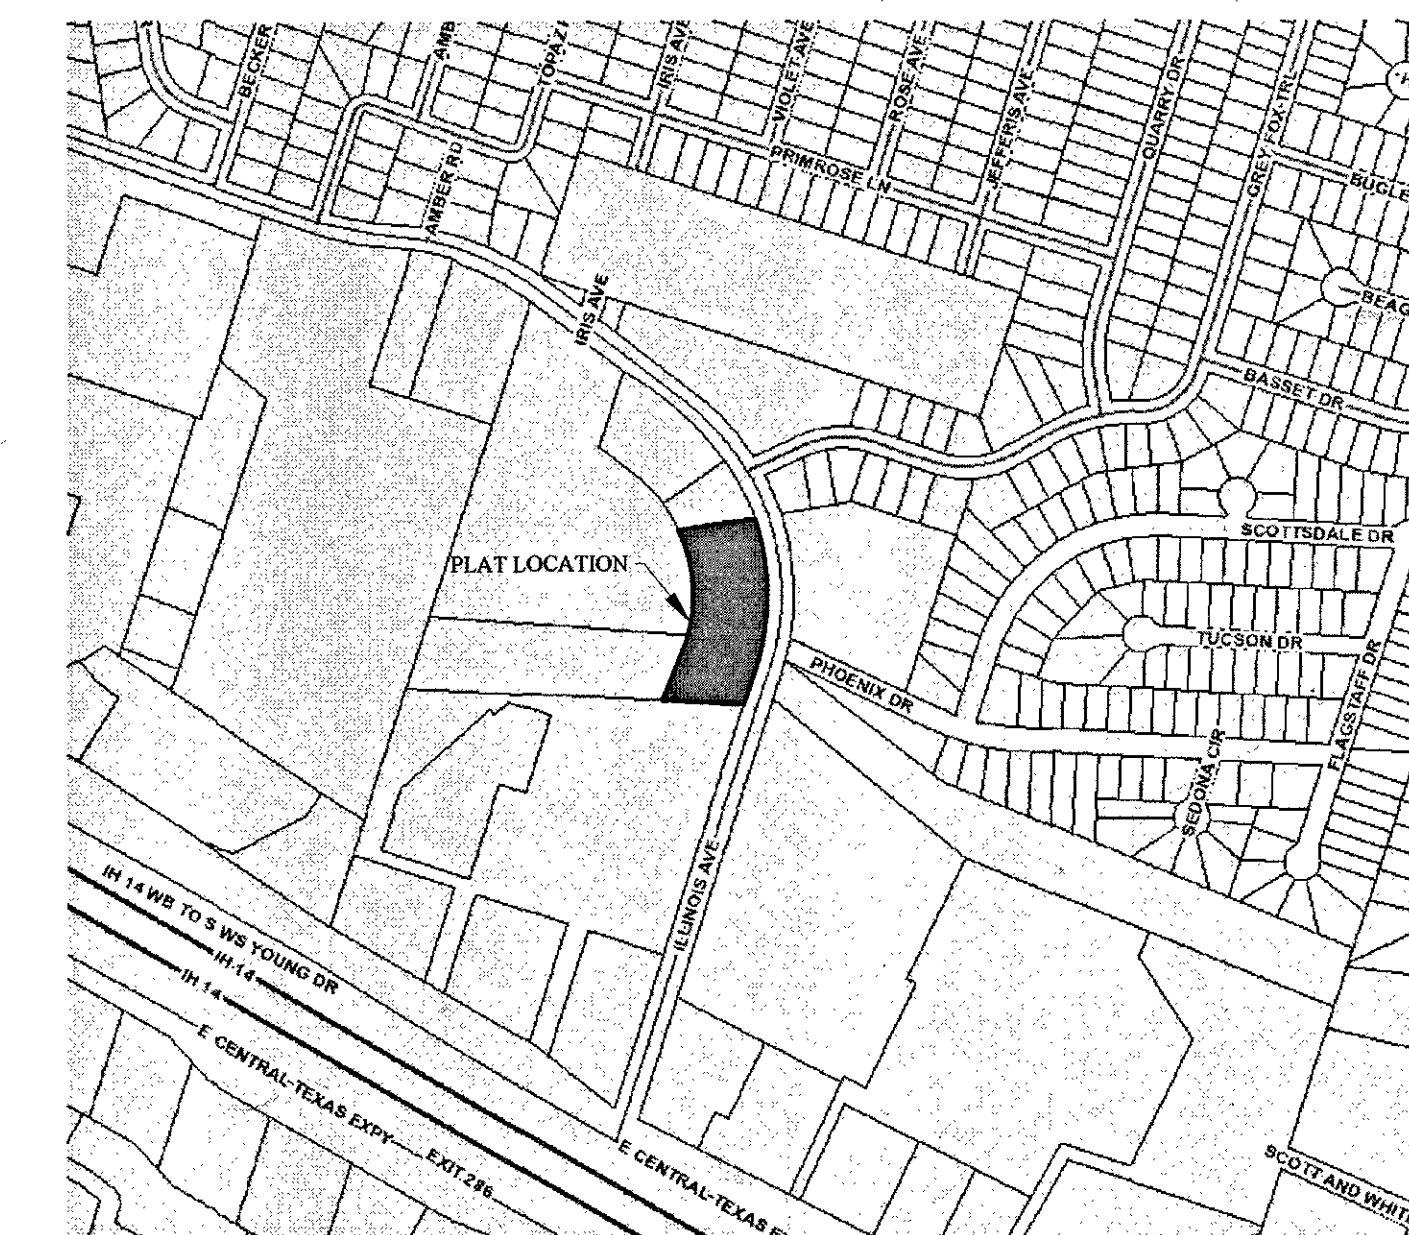 BECKER
AMB
TOPAZ
IRIS AVE
VIOLET AVE
ROSE AVE
JEFFERIS AVE
QUARRY DR
GREY FOX TRL
AMBER RD
PRIMROSE LN
BUGLE
BEAG
IRIS AVE
BASSET DR
SCOTTSDALE DR
PLAT LOCATION
TUCSON DR
PHOENIX DR
FLAGSTAFF DR
SEDONA CIR
ILLINOIS AVE
IH 14 WB TO S WS YOUNG DR
IH 14
IH 14
E CENTRAL-TEXAS EXPY
EXIT 286
E CENTRAL-TEXAS E
SCOTT AND WHIT